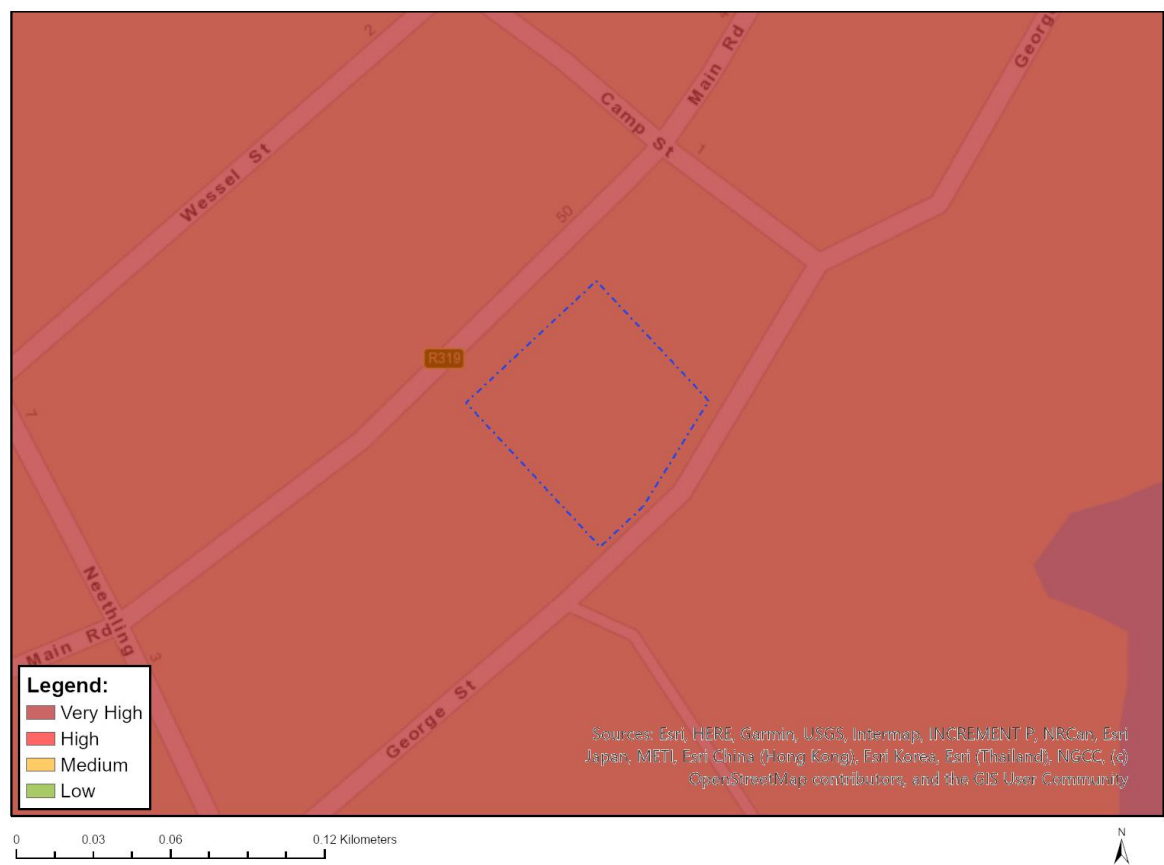 2
Main Rd
George
Camp St
1
Wessel St
50
R319
7
Neethling
Main Rd
3
George St
Legend:
Very High
High
Medium
Low
Sources: Esri, HERE, Garmin, USGS, Intermap, INCREMENT P, NRCan, Esri
Japan, METI, Esri China (Hong Kong), Esri Korea, Esri (Thailand), NGCC, (c)
OpenStreetMap contributors, and the GIS User Community
0 0.03 0.06 0.12 Kilometers
N